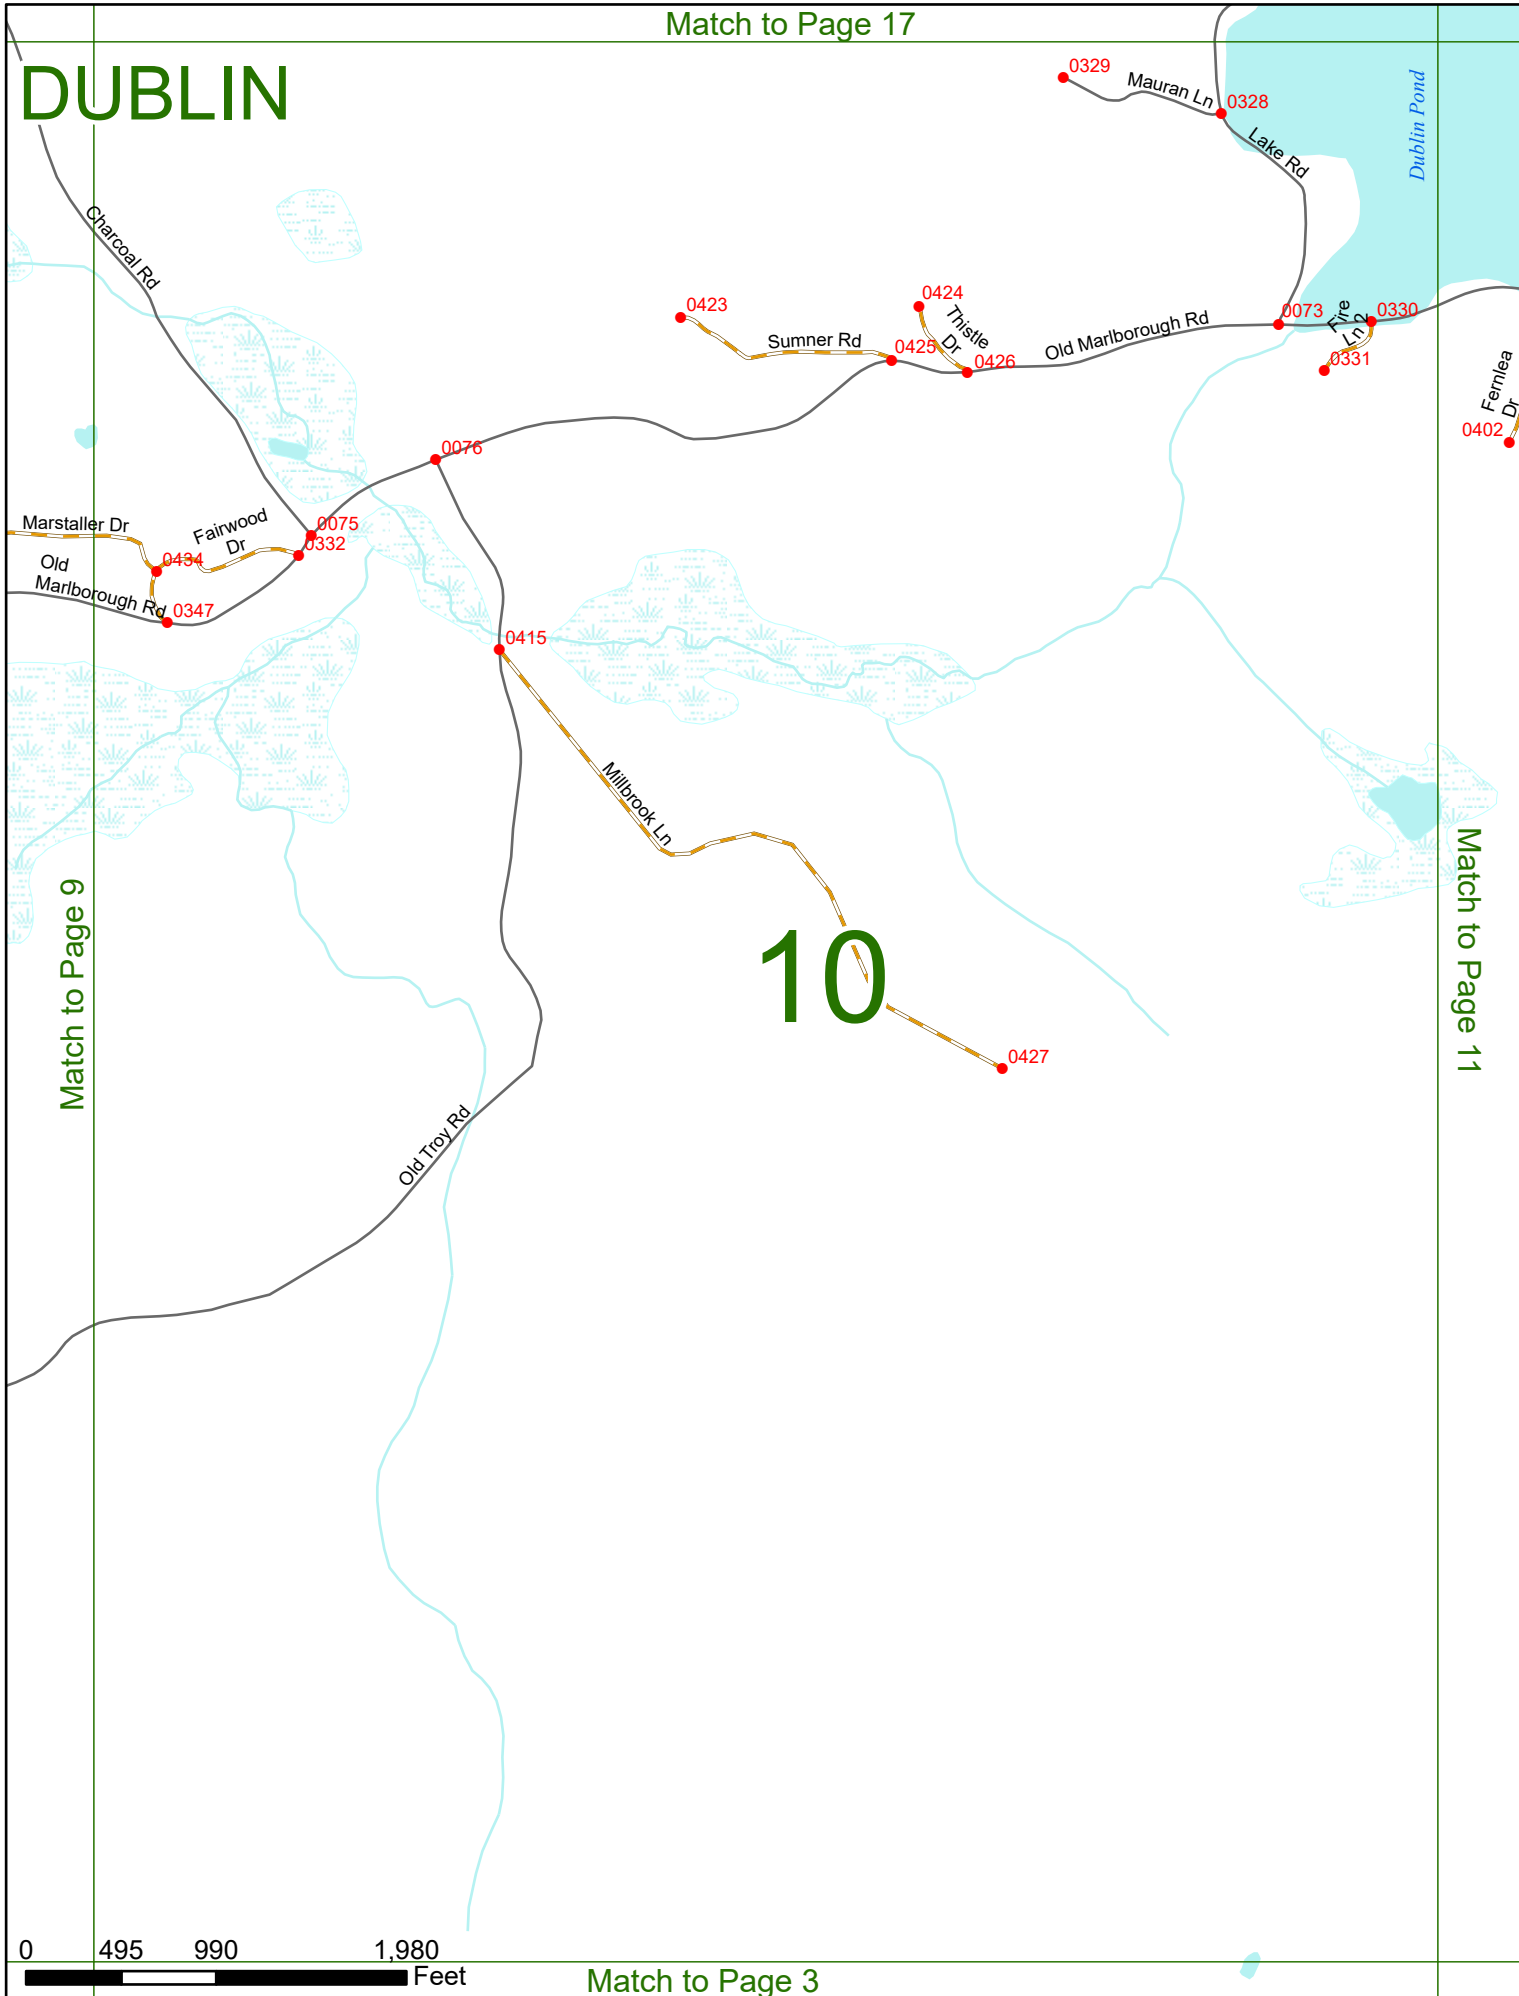 Match to Page 17
DUBLIN
0329
Mauran Ln
0328
Lake Rd
Dublin Pond
Charcoal Rd
0423
0424
Thistle
Dr
Sumner Rd
0425
0426
Old Marlborough Rd
0073
Fire
Ln 2
0330
0331
Fernlea
Dr
0402
0076
Marstaller Dr
Fairwood
Dr
0075
0332
0434
Old
Marlborough Rd
0347
0415
Millbrook Ln
Match to Page 9
10
Match to Page 11
0427
Old Troy Rd
0 495 990 1,980
Feet
Match to Page 3